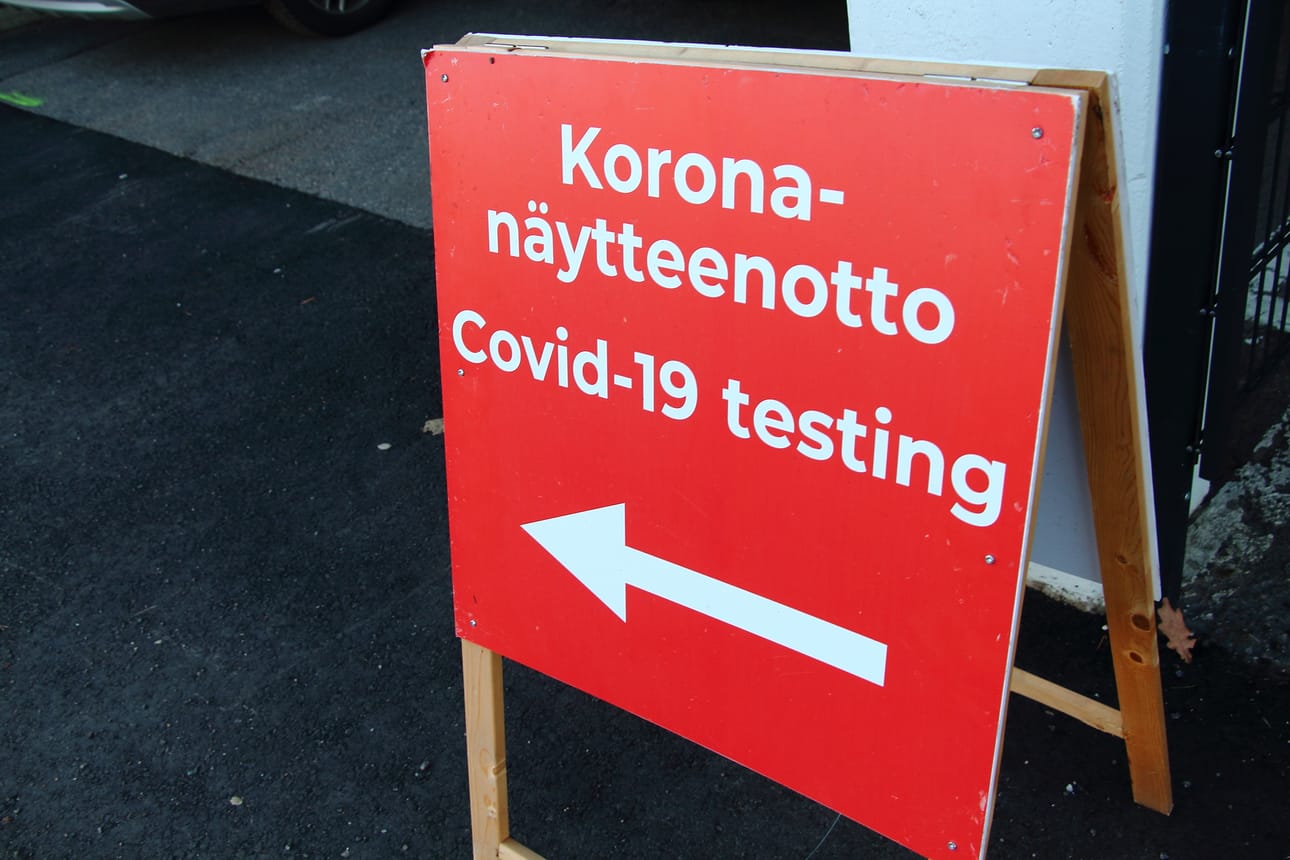 Korona-
näytteenotto
Covid-19 testing